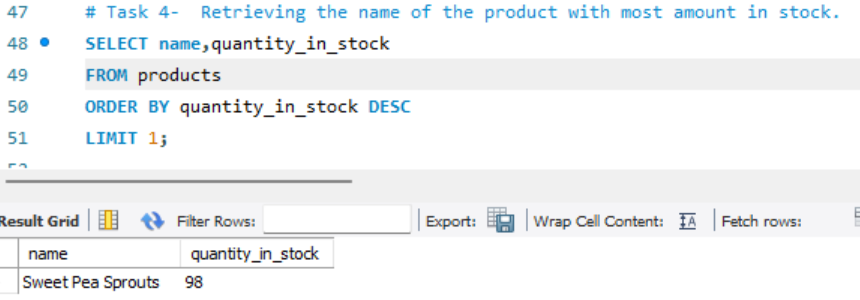 47 # Task 4- Retrieving the name of the product with most amount in stock.
48 SELECT name,quantity_in_stock
49 FROM products
50 ORDER BY quantity_in_stock DESC
51 LIMIT 1;
Result Grid Filter Rows: Export: Wrap Cell Content: Fetch rows:
name quantity_in_stock
Sweet Pea Sprouts 98